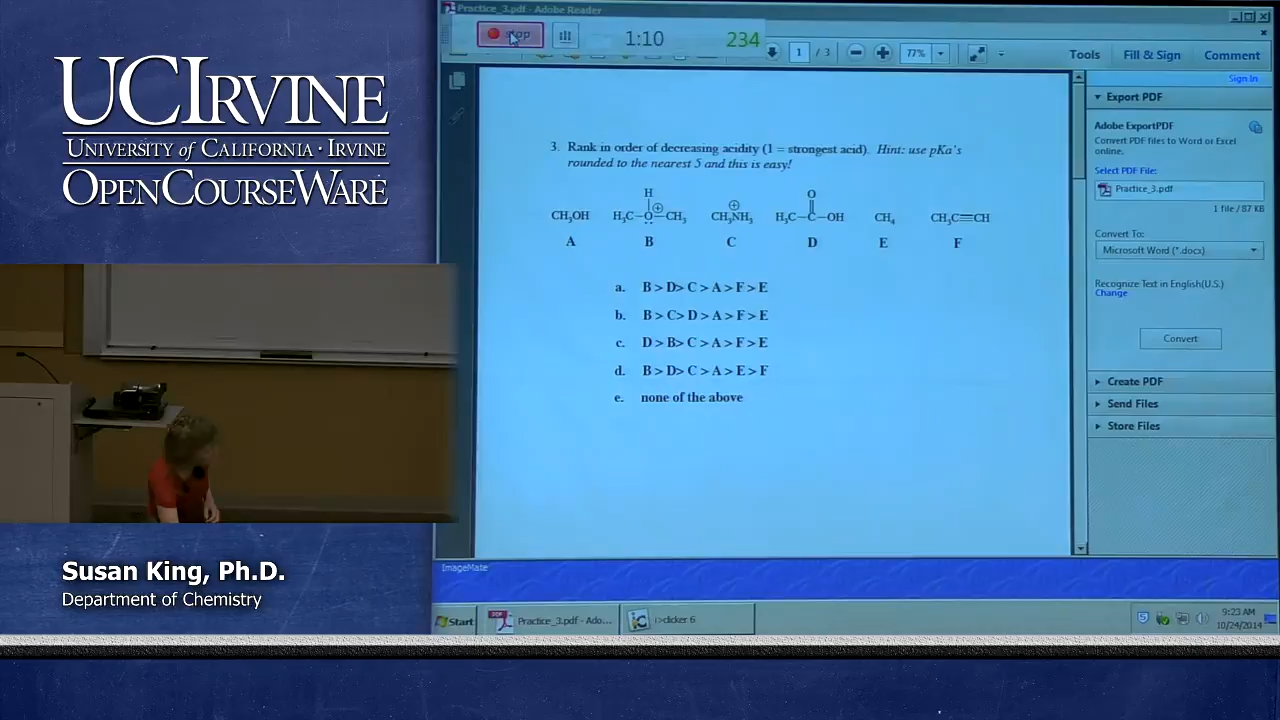 UCIRVINE
UNIVERSITY of CALIFORNIA · IRVINE
OPENCOURSEWARE
Susan King, Ph.D.
Department of Chemistry
Practice_3.pdf - Adobe Reader
stop
1:10
234
1 / 3
77%
Tools
Fill & Sign
Comment
Sign In
3. Rank in order of decreasing acidity (1 = strongest acid). Hint: use pKa's
rounded to the nearest 5 and this is easy!
H
O
CH₃OH H₃C-O-CH₃ CH₃NH₃ H₃C-C-OH CH₄ CH₃C≡CH
⊕ ⊕
A B C D E F
a. B > D> C > A > F > E
b. B > C> D > A > F > E
c. D > B> C > A > F > E
d. B > D> C > A > E > F
e. none of the above
Export PDF
Adobe ExportPDF
Convert PDF files to Word or Excel
online.
Select PDF File:
Practice_3.pdf
1 file / 87 KB
Convert To:
Microsoft Word (*.docx)
Recognize Text in English(U.S.)
Change
Convert
Create PDF
Send Files
Store Files
ImageMate
Start
Practice_3.pdf - Ado...
i>clicker 6
9:23 AM
10/24/2014